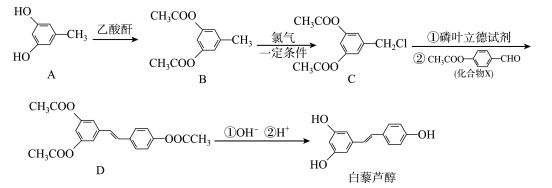 HO
HO
CH₃
A
乙酸酐
CH₃COO
CH₃COO
CH₃
B
氯气
一定条件
CH₃COO
CH₃COO
CH₂Cl
C
①磷叶立德试剂
② CH₃COO CHO
(化合物X)
CH₃COO
CH₃COO
OOCCH₃
D
①OH⁻ ②H⁺
HO
HO
OH
白藜芦醇